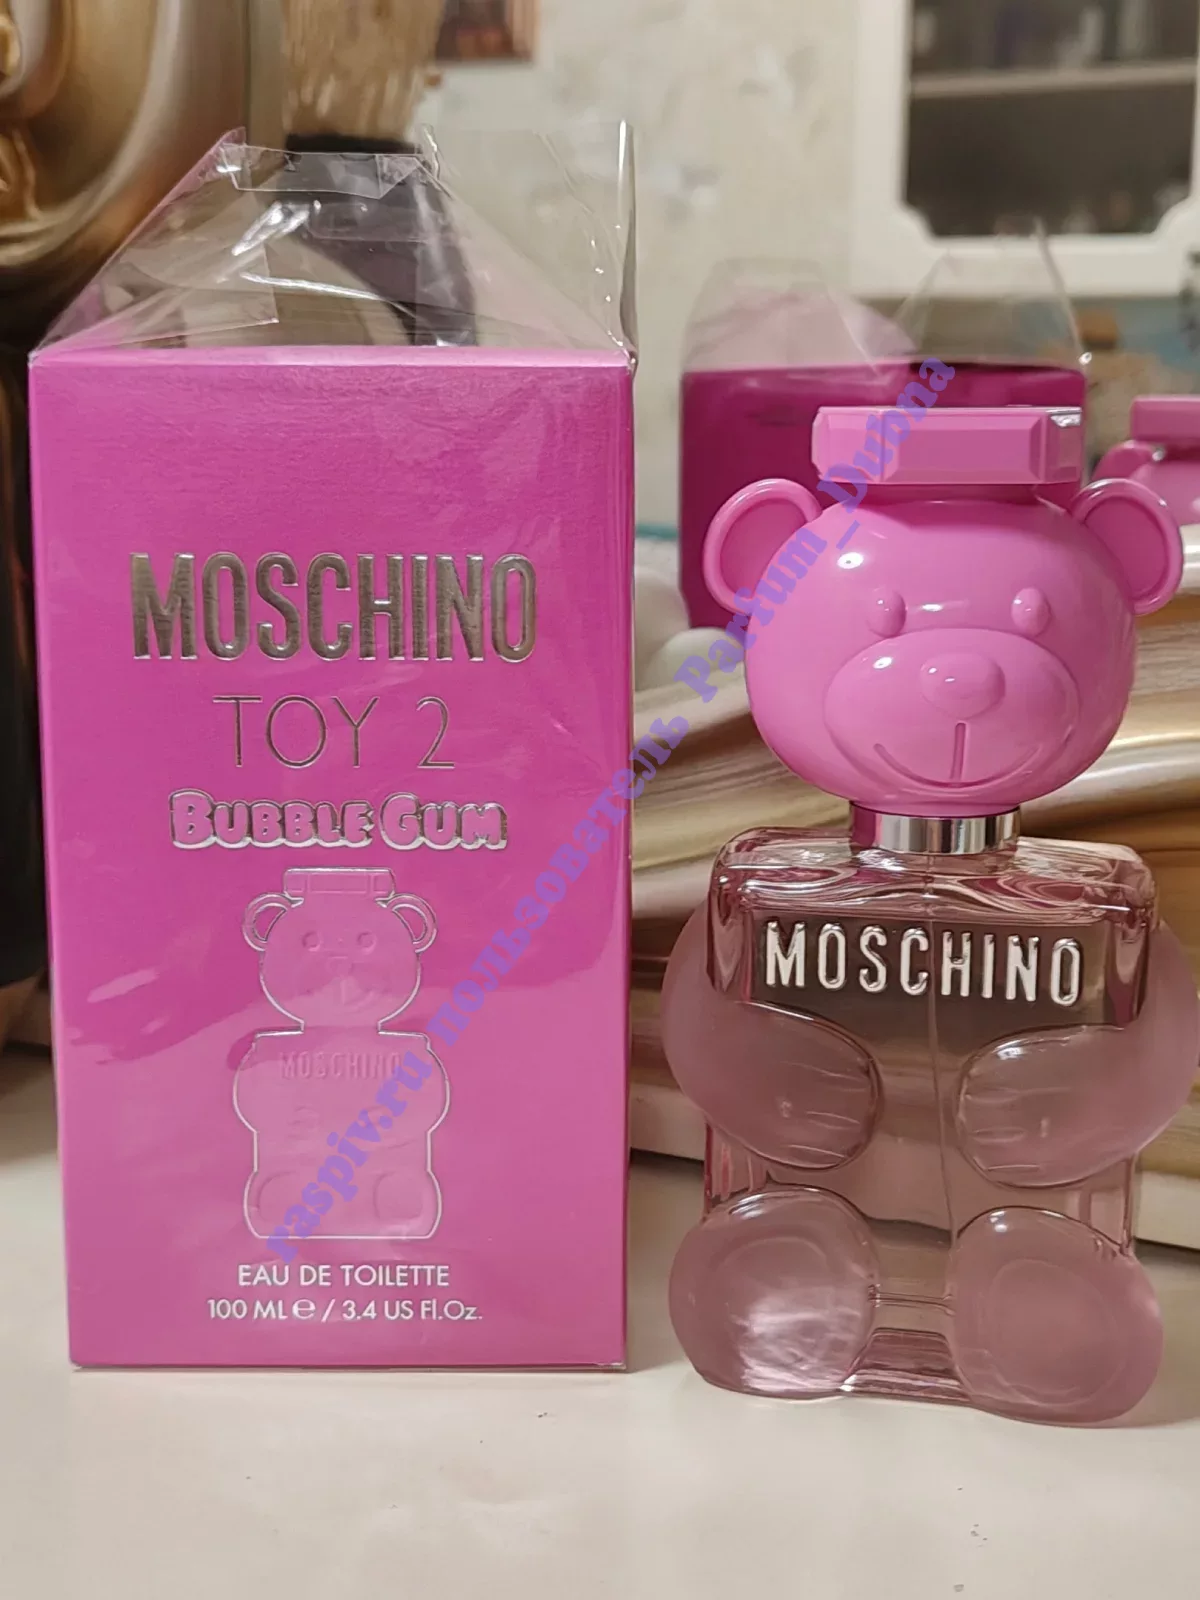 MOSCHINO
TOY 2
BUBBLE GUM
MOSCHINO
EAU DE TOILETTE
100 ML e / 3.4 US Fl.Oz.
MOSCHINO
raspiv.ru пользователь Parfum_Dubna